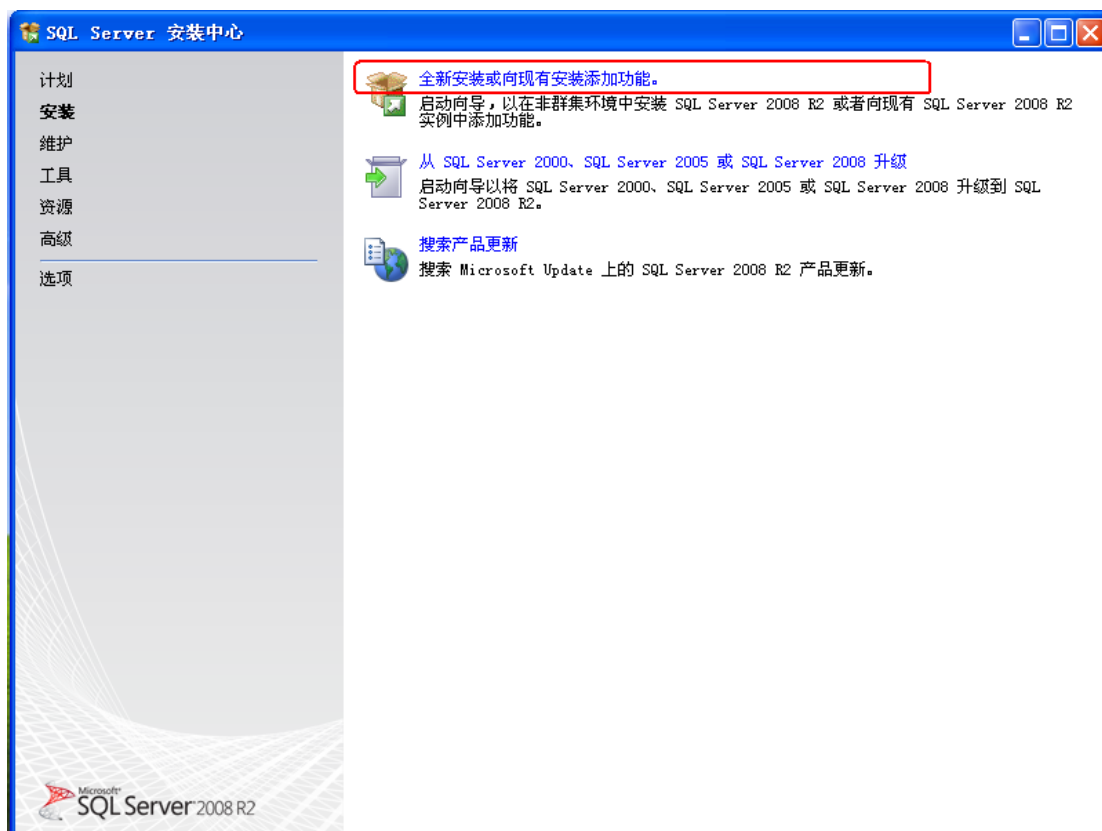 SQL Server 安装中心
计划
安装
维护
工具
资源
高级
选项
全新安装或向现有安装添加功能。
启动向导，以在非群集环境中安装 SQL Server 2008 R2 或者向现有 SQL Server 2008 R2
实例中添加功能。
从 SQL Server 2000、SQL Server 2005 或 SQL Server 2008 升级
启动向导以将 SQL Server 2000、SQL Server 2005 或 SQL Server 2008 升级到 SQL
Server 2008 R2。
搜索产品更新
搜索 Microsoft Update 上的 SQL Server 2008 R2 产品更新。
Microsoft
SQL Server 2008 R2